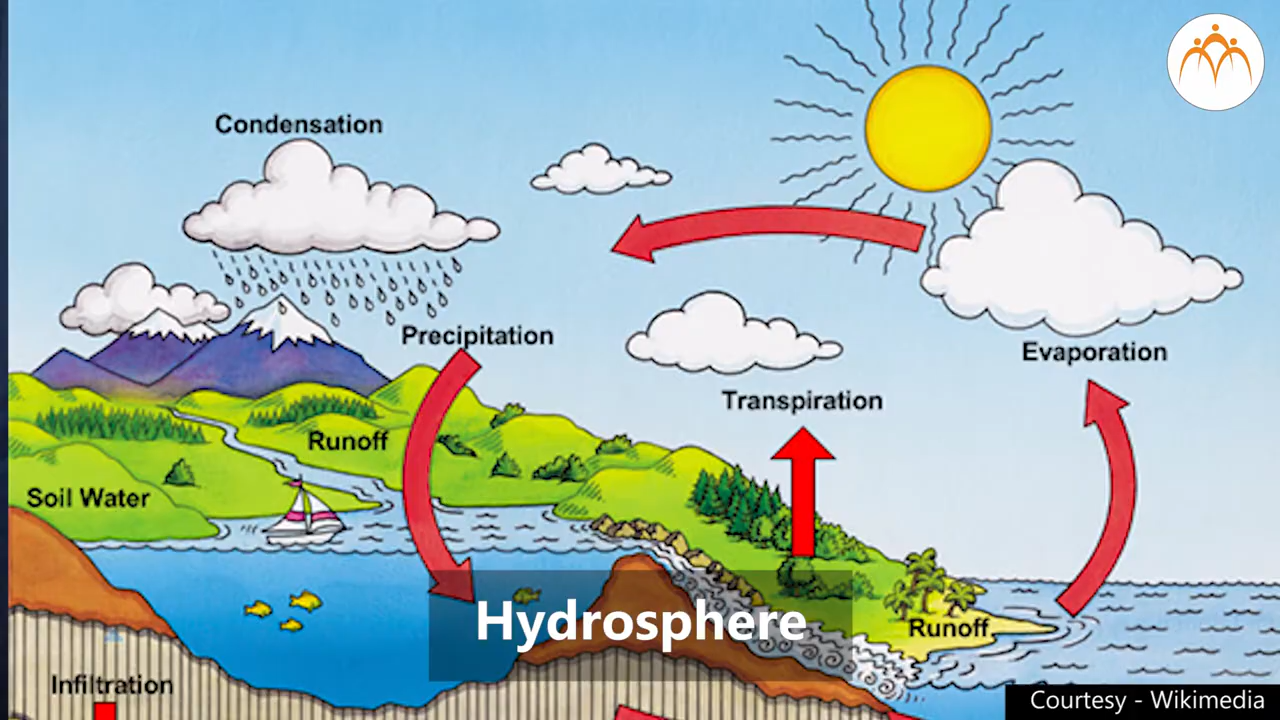 Condensation
Precipitation
Evaporation
Transpiration
Runoff
Soil Water
Hydrosphere
Runoff
Infiltration
Courtesy - Wikimedia